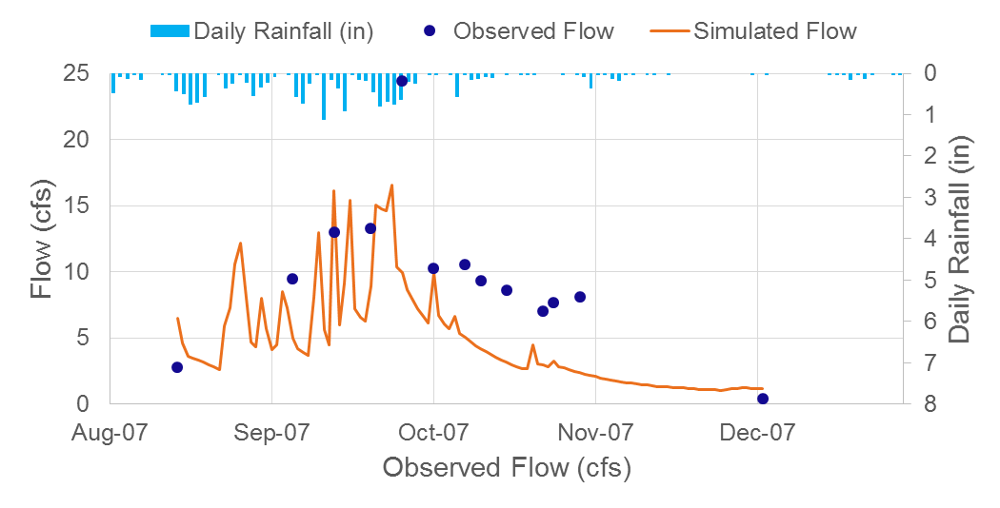 Daily Rainfall (in) Observed Flow Simulated Flow
25 0
20 1
15 2
10 3
5 4
0 5
6
7
8
Flow (cfs)
Daily Rainfall (in)
Aug-07 Sep-07 Oct-07 Nov-07 Dec-07
Observed Flow (cfs)